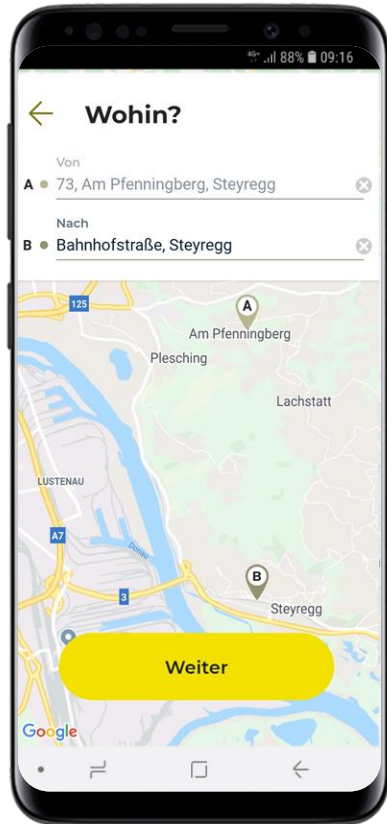 4G+ 88% 09:16
Wohin?
Von
A 73, Am Pfenningberg, Steyregg
Nach
B Bahnhofstraße, Steyregg
125
A
Am Pfenningberg
Plesching
Lachstatt
LUSTENAU
A7
Donau
B
3
Steyregg
Weiter
Google